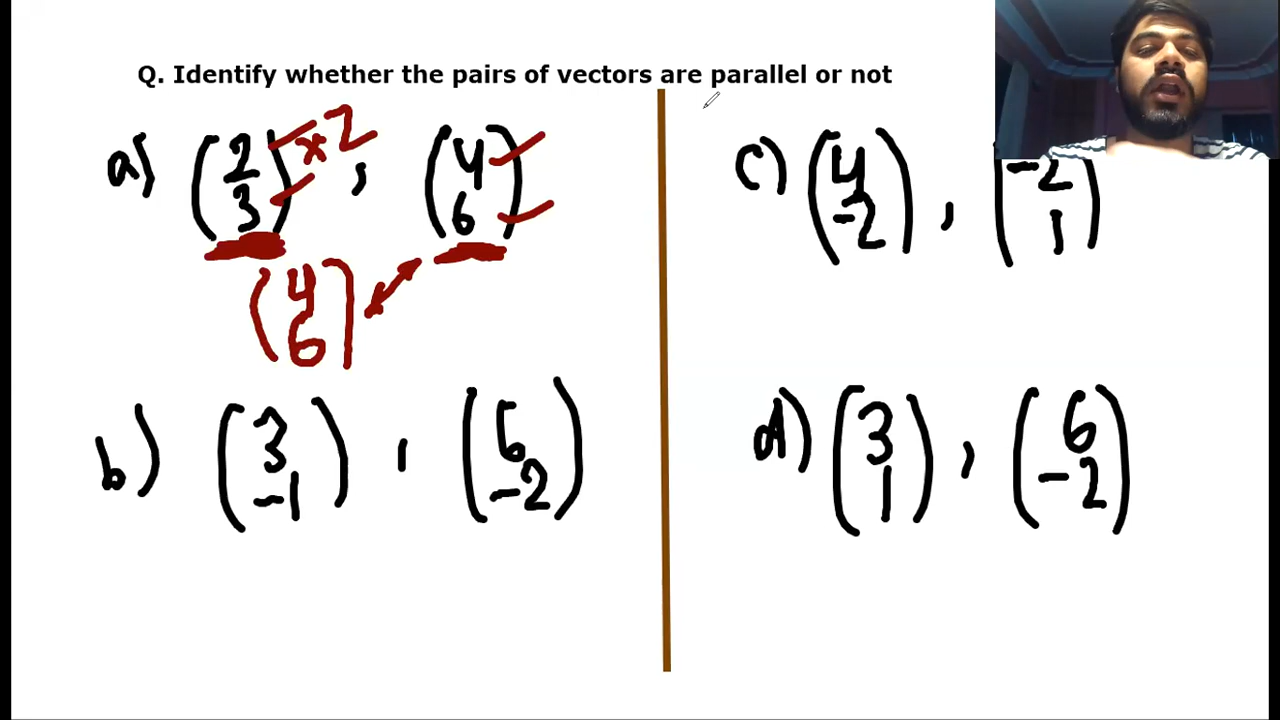 Q. Identify whether the pairs of vectors are parallel or not
a) (2 3) *2 , (4 6)
(4 6)
b) (3 -1) , (6 -2)
c) (4 -2) , (-2 1)
d) (3 1) , (6 -2)